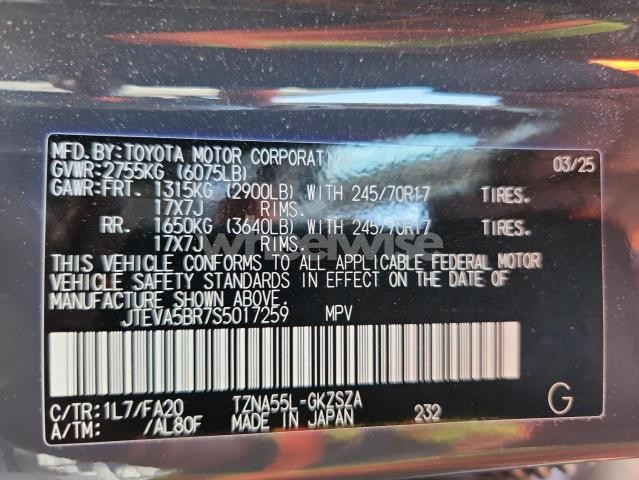 MFD.BY:TOYOTA MOTOR CORPORATION 03/25
GVWR:2755KG (6075LB)
GAWR:FRT. 1315KG (2900LB) WITH 245/70R17 TIRES.
17X7J RIMS.
RR. 1650KG (3640LB) WITH 245/70R17 TIRES.
17X7J RIMS.
wheelwise
THIS VEHICLE CONFORMS TO ALL APPLICABLE FEDERAL MOTOR
VEHICLE SAFETY STANDARDS IN EFFECT ON THE DATE OF
MANUFACTURE SHOWN ABOVE.
JTEVA5BR7S5017259 MPV
C/TR:1L7/FA20 TZNA55L-GKZSZA
A/TM: /AL80F MADE IN JAPAN 232 G